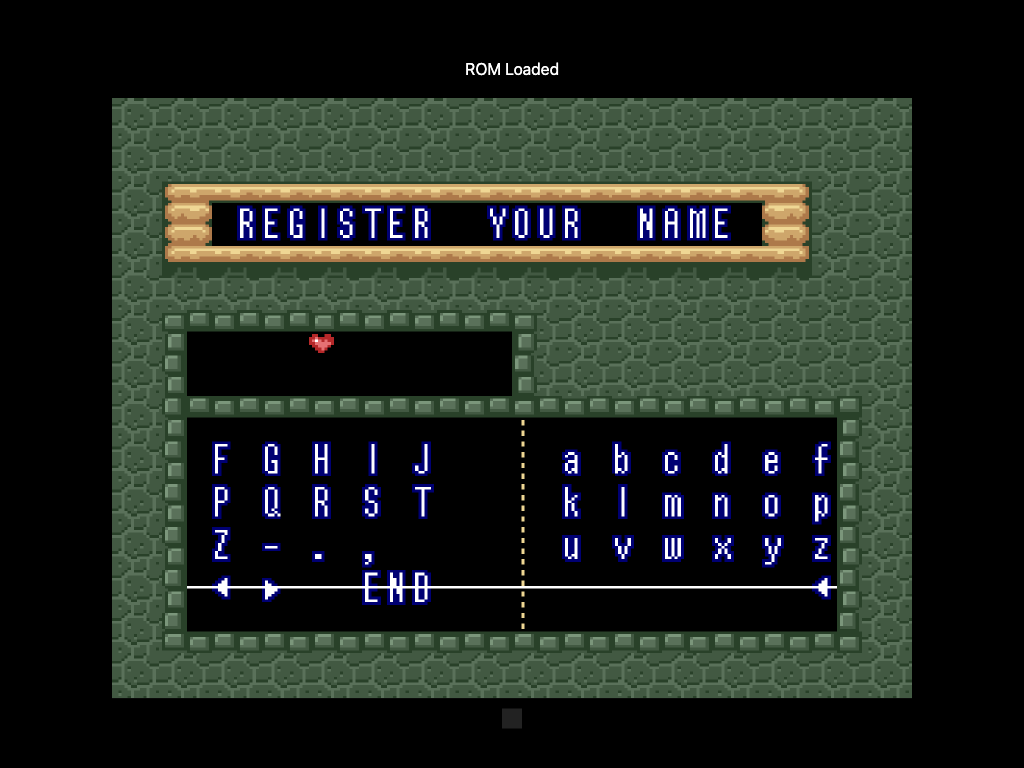 ROM Loaded
REGISTER YOUR NAME
F G H I J a b c d e f
P Q R S T k l m n o p
Z - . , u v w x y z
END